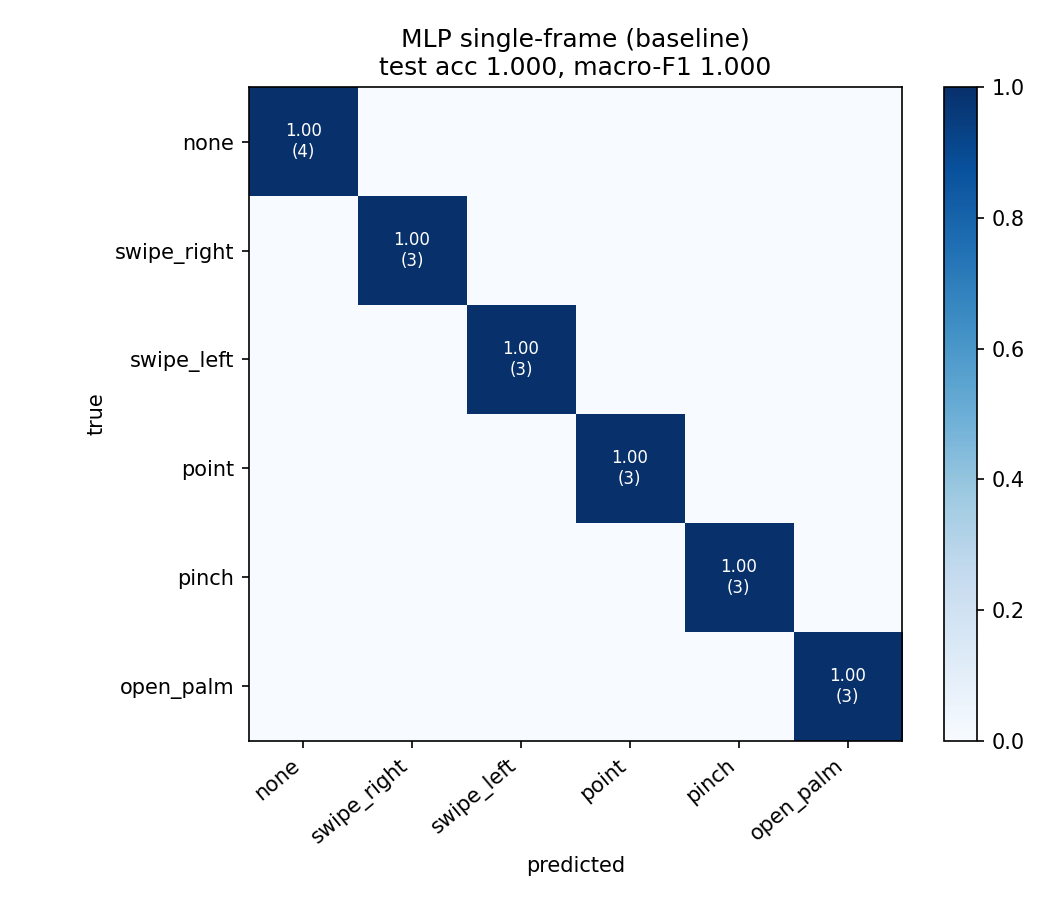 MLP single-frame (baseline)
test acc 1.000, macro-F1 1.000
true
none
swipe_right
swipe_left
point
pinch
open_palm
1.00
(4)
1.00
(3)
1.00
(3)
1.00
(3)
1.00
(3)
1.00
(3)
none
swipe_right
swipe_left
point
pinch
open_palm
predicted
1.0
0.8
0.6
0.4
0.2
0.0